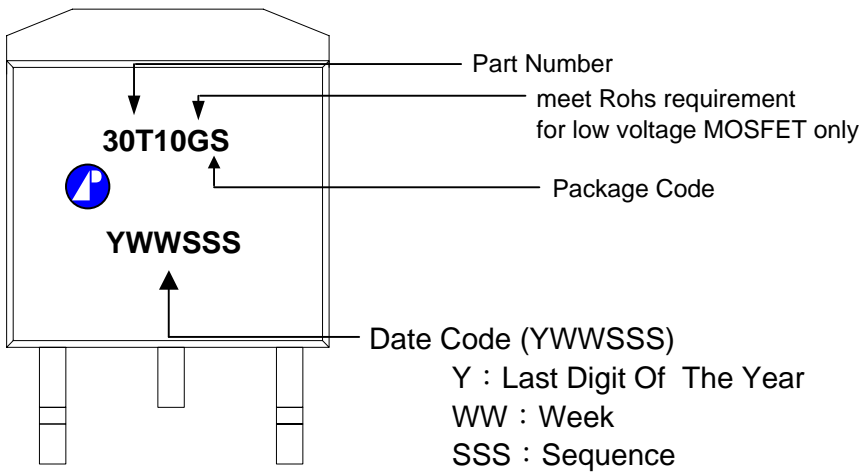 Part Number
meet Rohs requirement
for low voltage MOSFET only
30T10GS
Package Code
YWWSSS
Date Code (YWWSSS)
Y：Last Digit Of The Year
WW：Week
SSS：Sequence